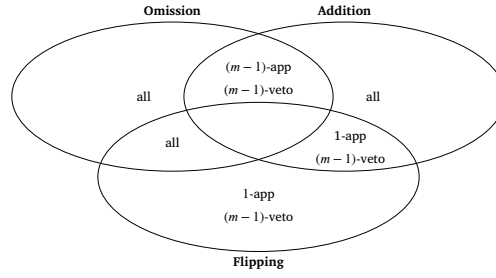 Omission
Addition
(m − 1)-app
(m − 1)-veto
all
all
all
1-app
(m − 1)-veto
1-app
(m − 1)-veto
Flipping